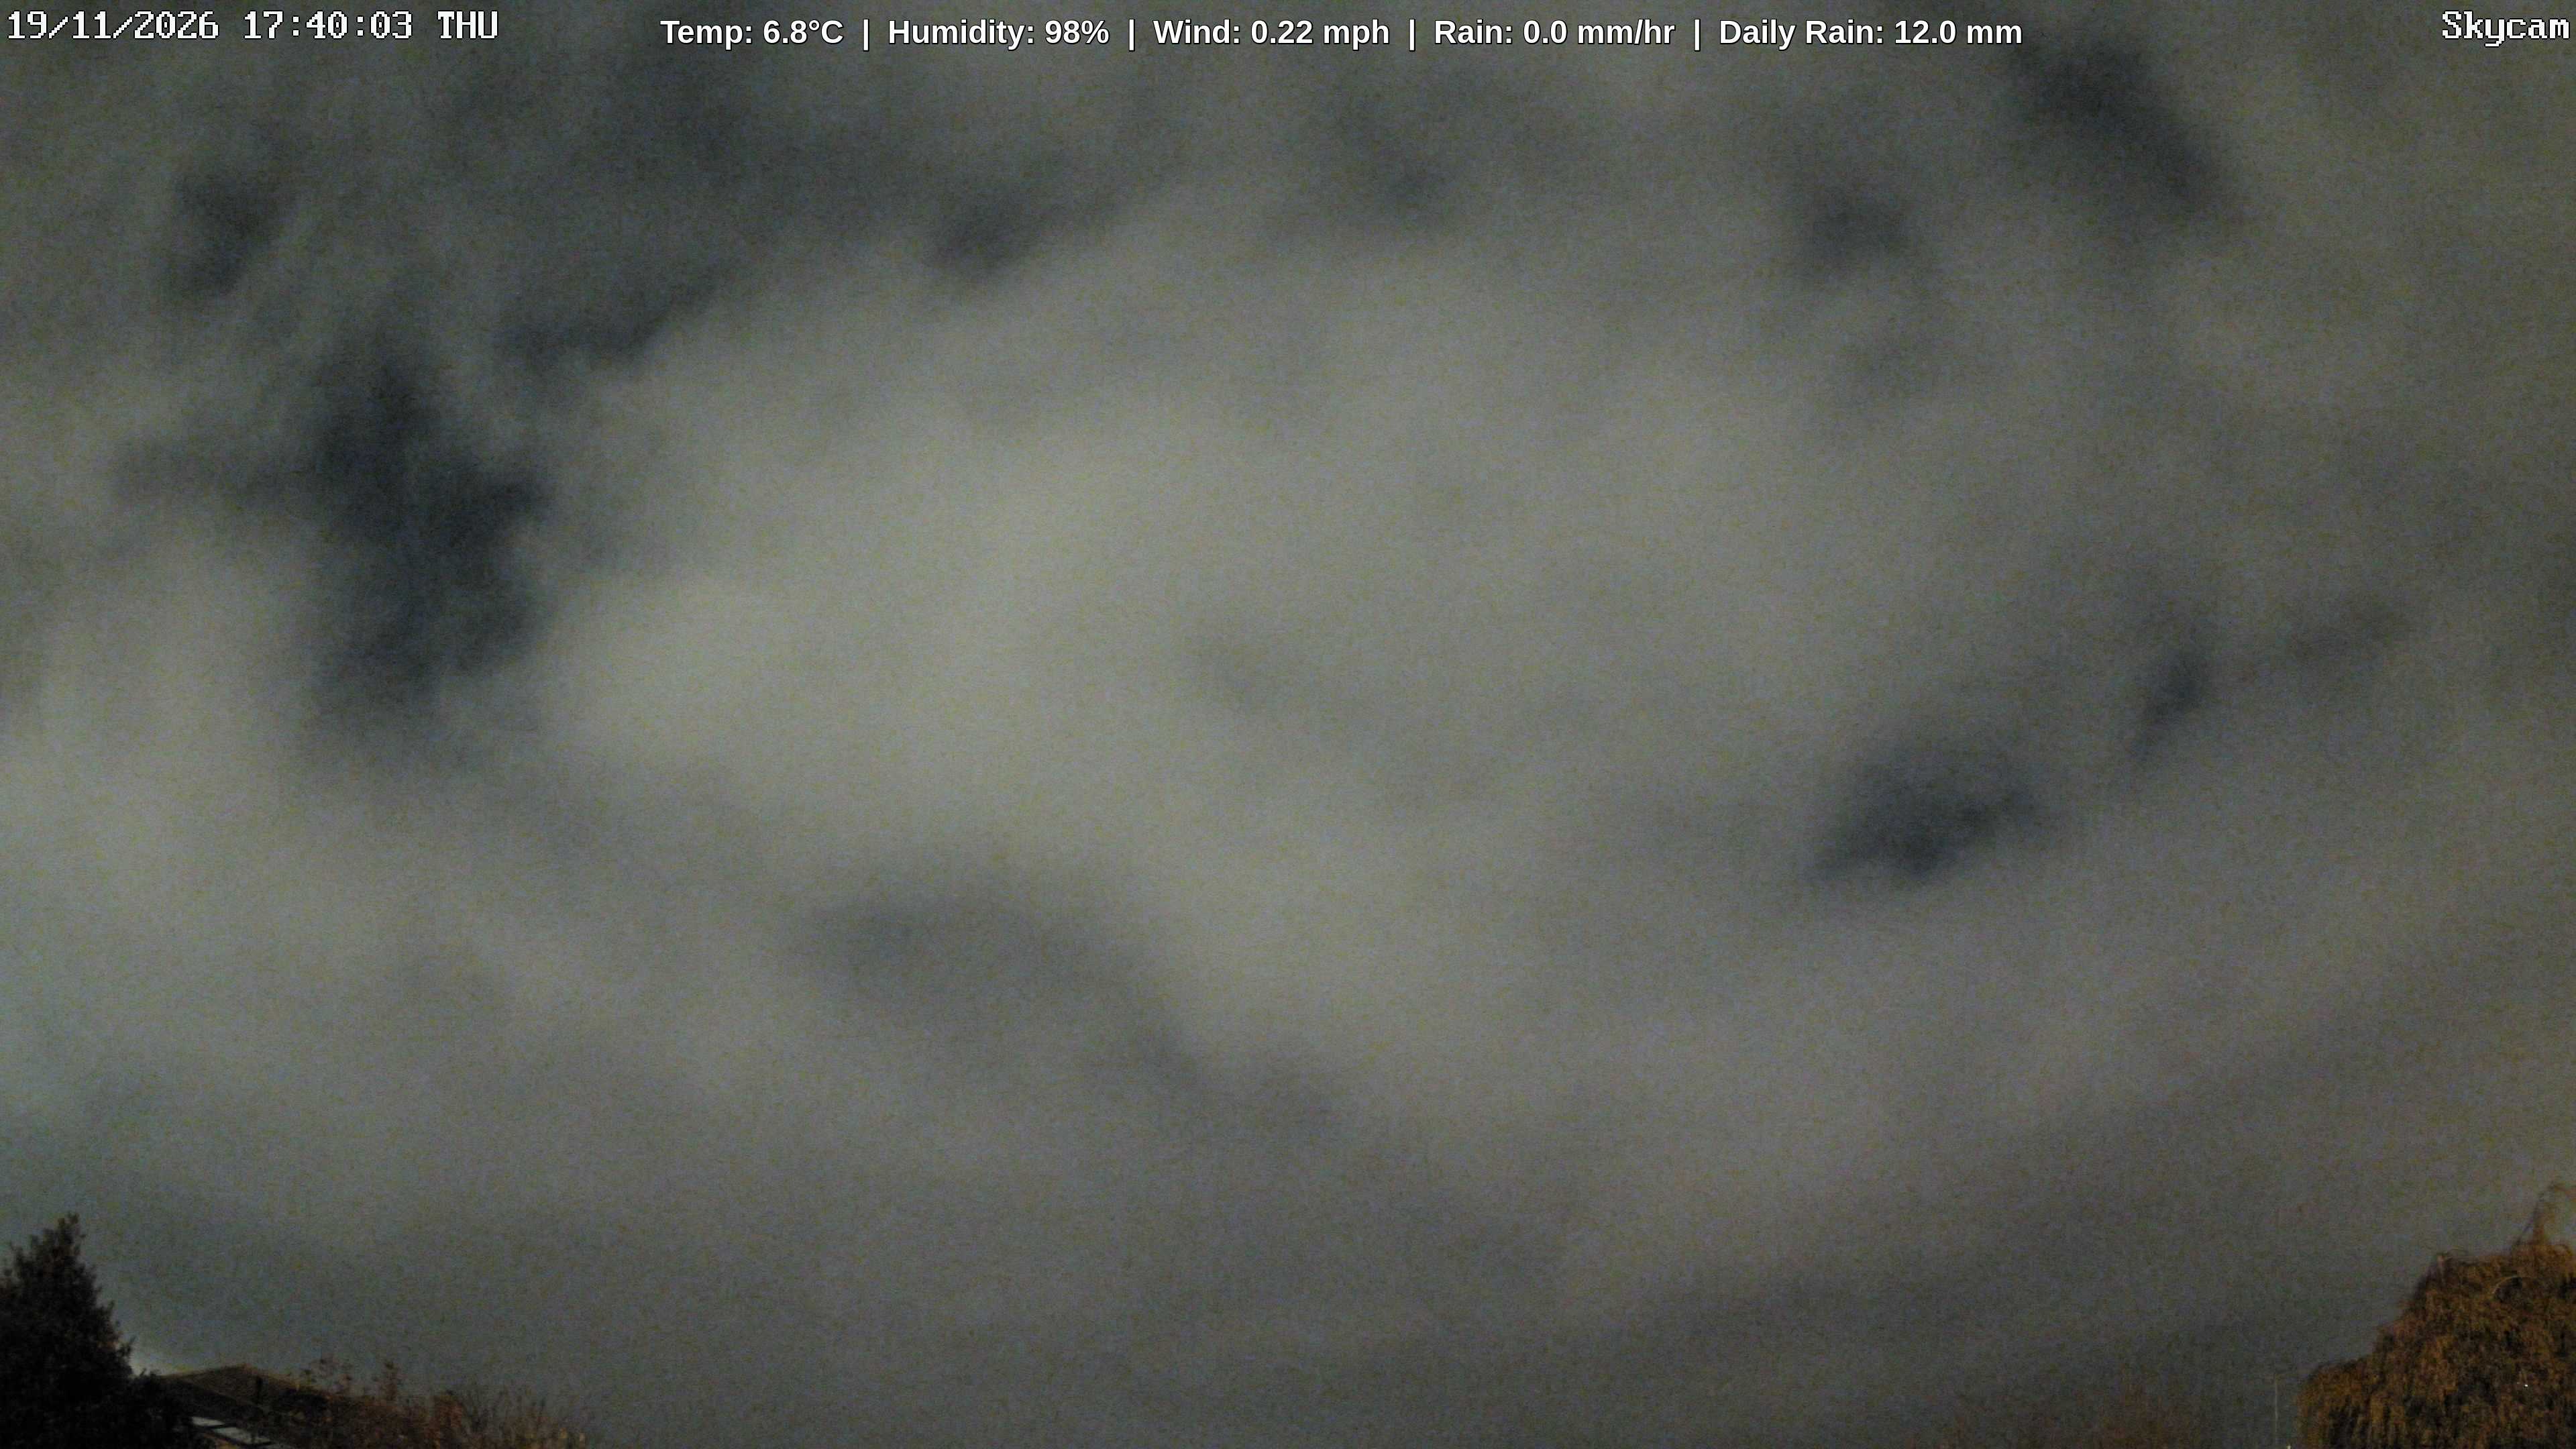 19/11/2026 17:40:03 THU
Temp: 6.8°C | Humidity: 98% | Wind: 0.22 mph | Rain: 0.0 mm/hr | Daily Rain: 12.0 mm
Skycam